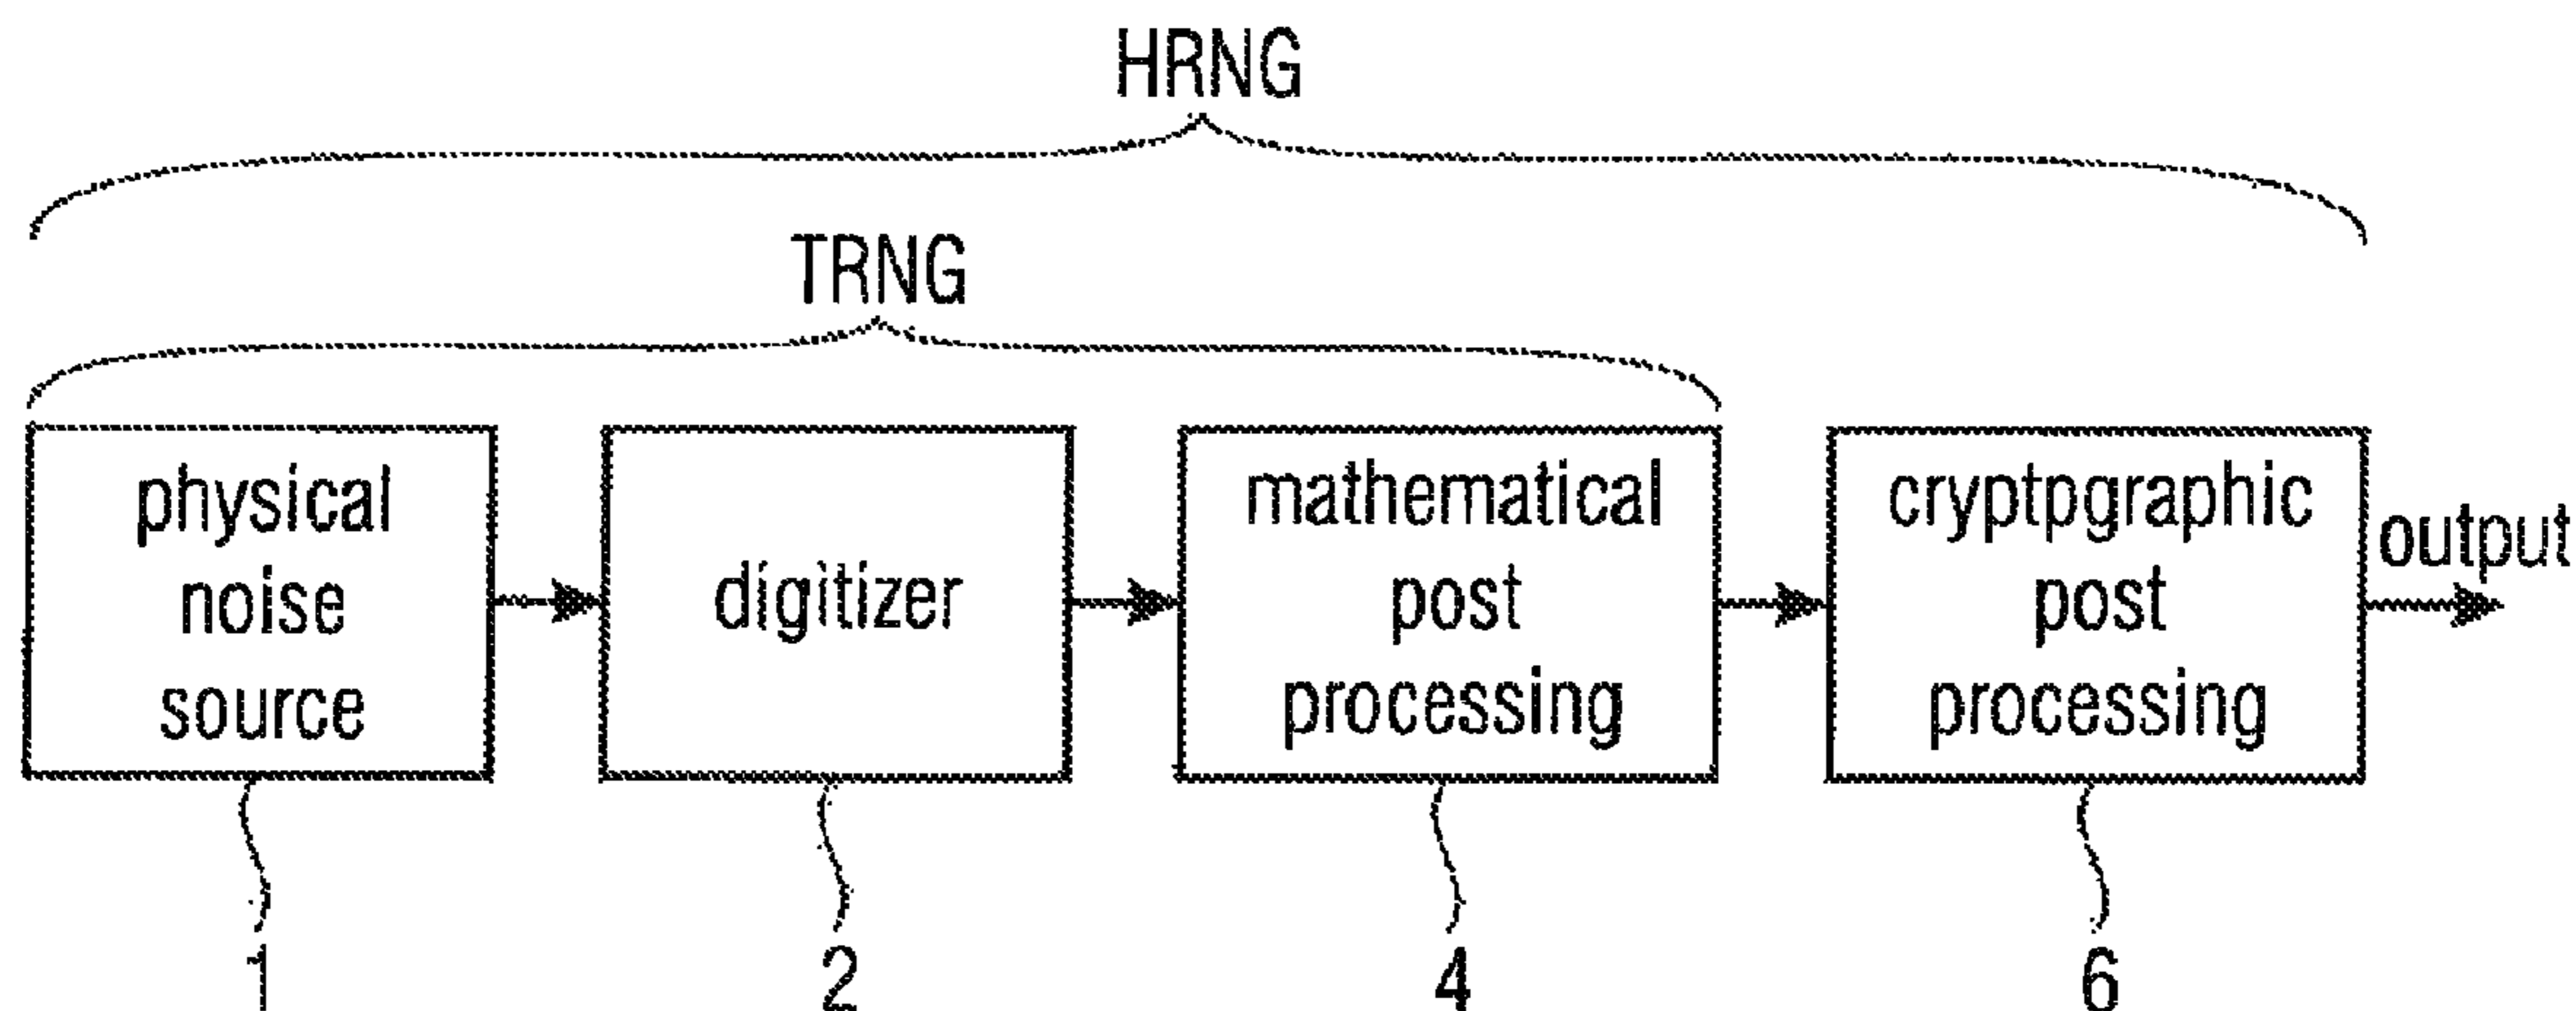 HRNG
TRNG
physical
noise
source
digitizer
mathematical
post
processing
cryptpgraphic
post
processing
output
1
2
4
6